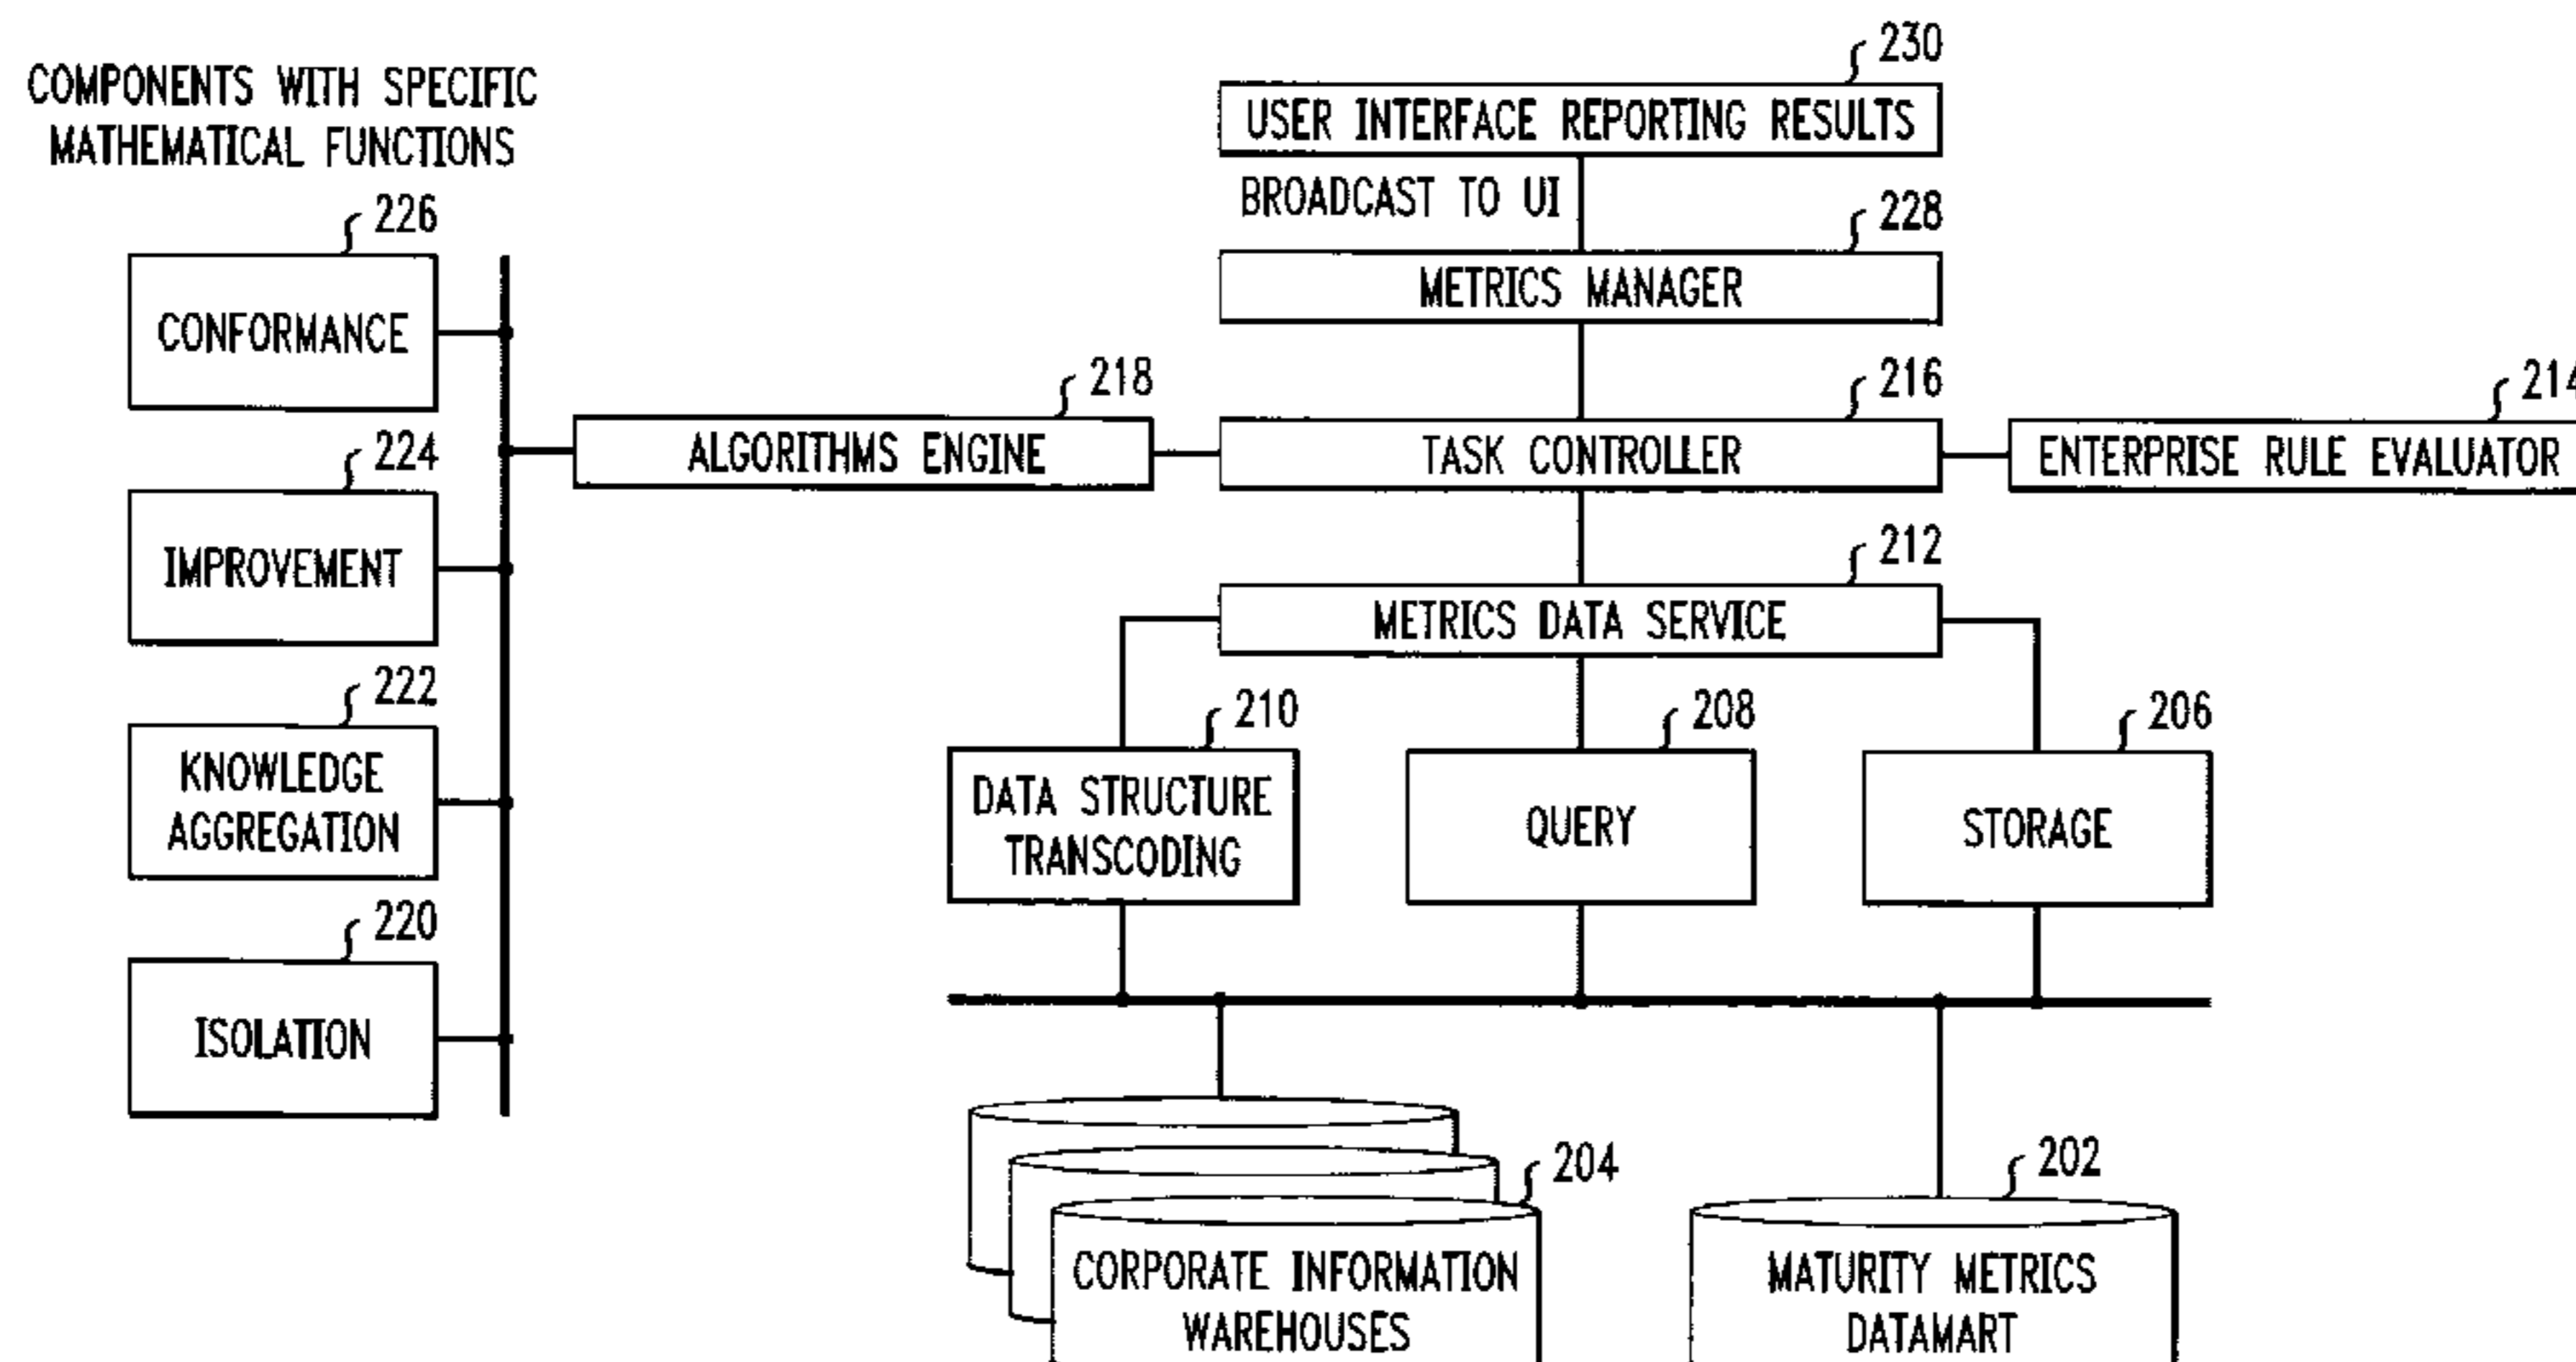 COMPONENTS WITH SPECIFIC
MATHEMATICAL FUNCTIONS
230
USER INTERFACE REPORTING RESULTS
BROADCAST TO UI
226
228
CONFORMANCE
METRICS MANAGER
218
216
214
ALGORITHMS ENGINE
TASK CONTROLLER
ENTERPRISE RULE EVALUATOR
224
IMPROVEMENT
212
METRICS DATA SERVICE
222
KNOWLEDGE
AGGREGATION
210
208
206
DATA STRUCTURE
TRANSCODING
QUERY
STORAGE
220
ISOLATION
204
202
CORPORATE INFORMATION
WAREHOUSES
MATURITY METRICS
DATAMART